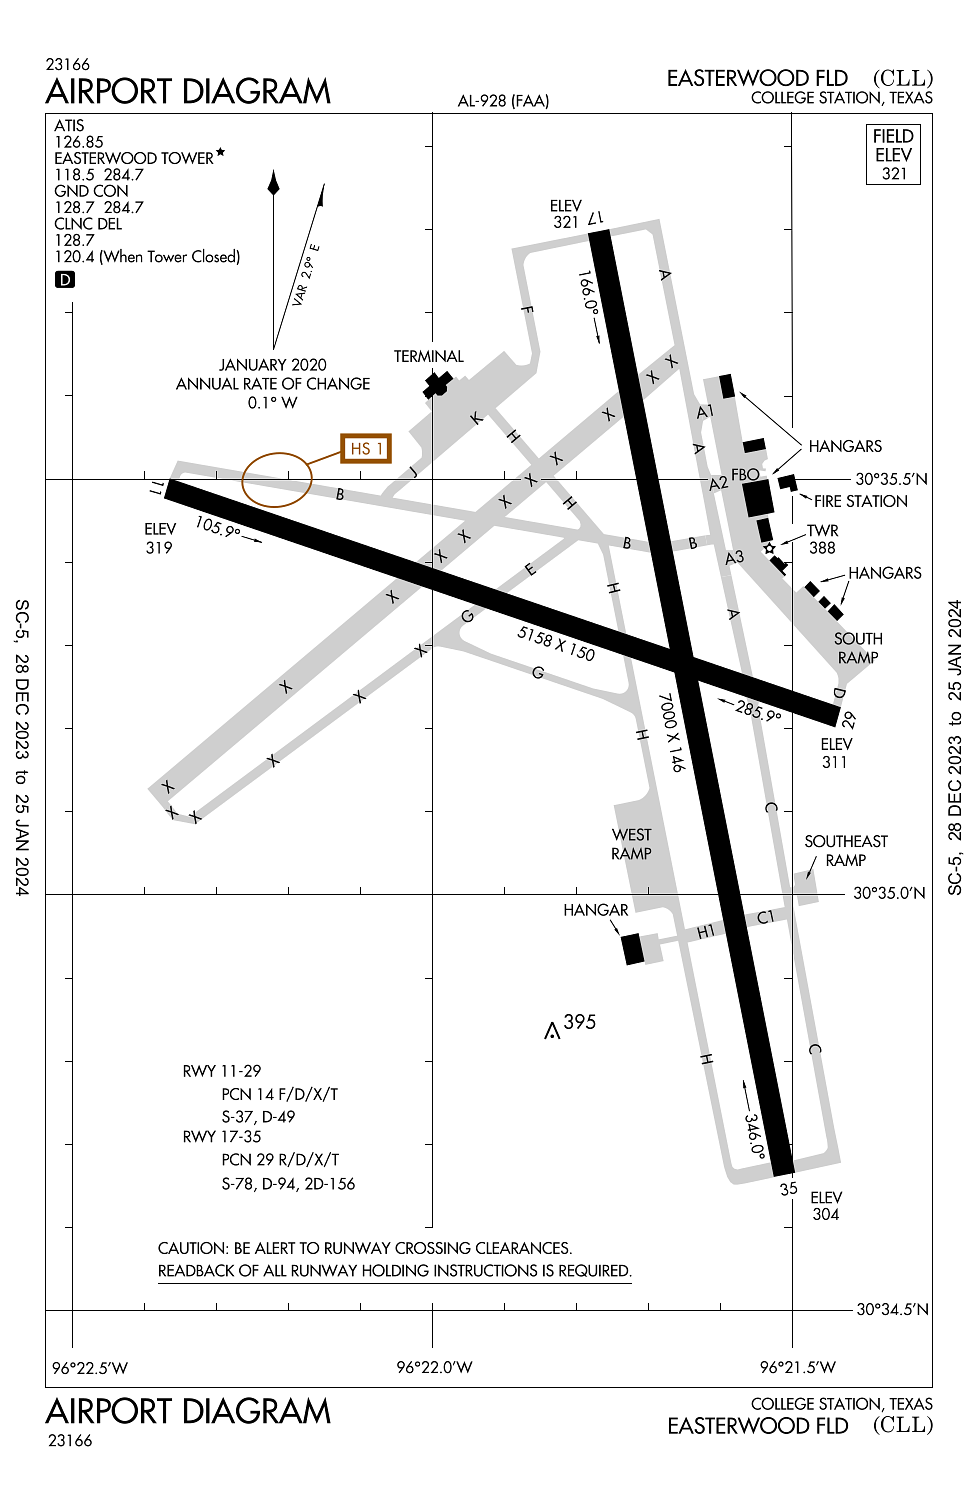 23166
AIRPORT DIAGRAM
AL-928 (FAA)
EASTERWOOD FLD (CLL)
COLLEGE STATION, TEXAS
ATIS
126.85
EASTERWOOD TOWER★
118.5 284.7
GND CON
128.7 284.7
CLNC DEL
128.7
120.4 (When Tower Closed)
D
FIELD
ELEV
321
VAR 2.9° E
JANUARY 2020
ANNUAL RATE OF CHANGE
0.1° W
ELEV
321
17
166.0°
A
F
TERMINAL
X
X
X
K
H
A1
A
HANGARS
HS 1
J
X
X
X
X
X
X
B
H
A2
FBO
30°35.5'N
FIRE STATION
11
ELEV
319
105.9°
B
B
A3
TWR
388
E
H
HANGARS
G
A
5158 X 150
SOUTH
RAMP
X
X
X
X
G
D
29
285.9°
7000 X 146
H
ELEV
311
X
X
X
C
WEST
RAMP
SOUTHEAST
RAMP
30°35.0'N
HANGAR
H1
C1
395
H
C
RWY 11-29
PCN 14 F/D/X/T
S-37, D-49
RWY 17-35
PCN 29 R/D/X/T
S-78, D-94, 2D-156
346.0°
35
ELEV
304
CAUTION: BE ALERT TO RUNWAY CROSSING CLEARANCES.
READBACK OF ALL RUNWAY HOLDING INSTRUCTIONS IS REQUIRED.
30°34.5'N
96°22.5'W
96°22.0'W
96°21.5'W
SC-5, 28 DEC 2023 to 25 JAN 2024
SC-5, 28 DEC 2023 to 25 JAN 2024
AIRPORT DIAGRAM
23166
COLLEGE STATION, TEXAS
EASTERWOOD FLD (CLL)